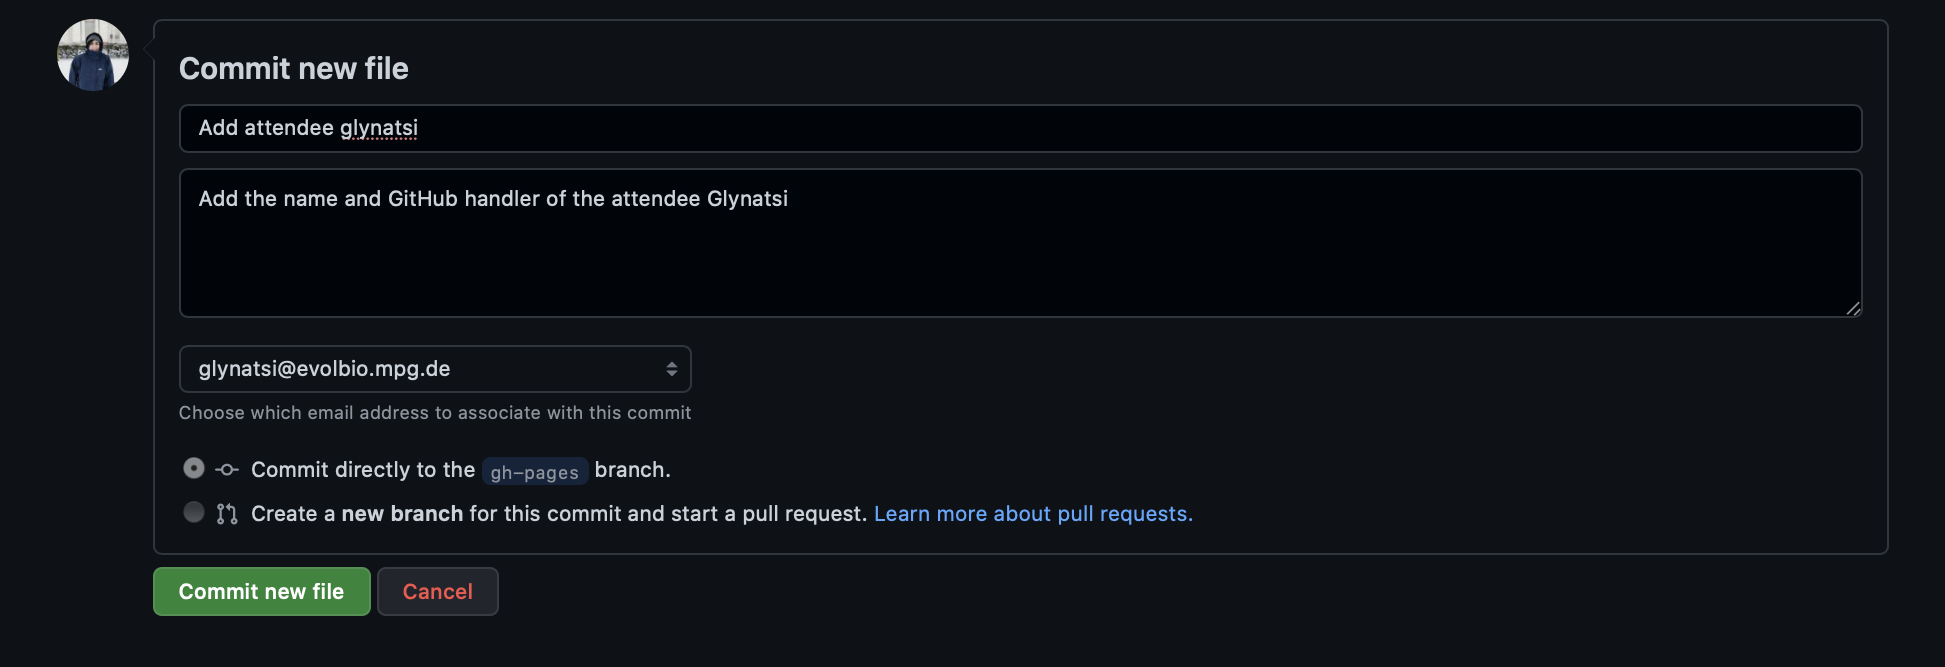 Commit new file
Add attendee glynatsi
Add the name and GitHub handler of the attendee Glynatsi
glynatsi@evolbio.mpg.de
Choose which email address to associate with this commit
Commit directly to the gh-pages branch.
Create a new branch for this commit and start a pull request. Learn more about pull requests.
Commit new file Cancel